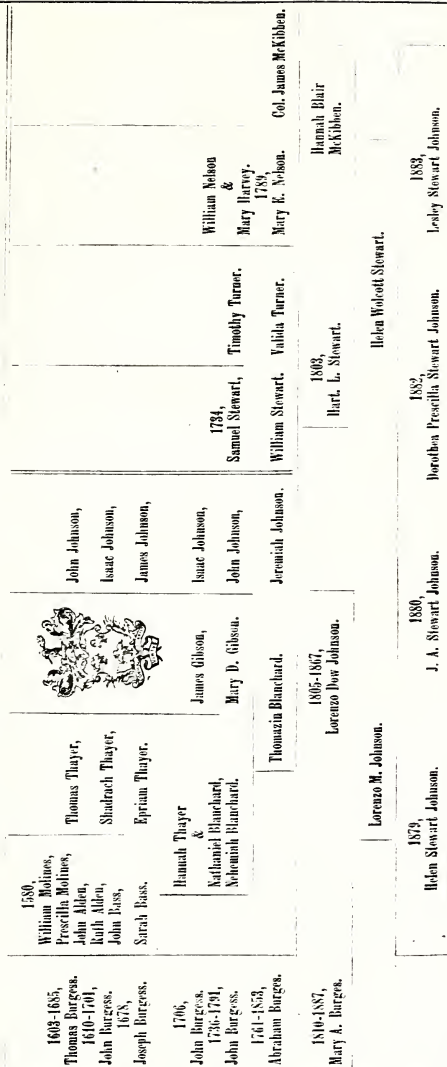 1603-1685,
Thomas Burgess.
1610-1701,
John Burgess.
1678,
Joseph Burgess.
1706,
John Burgess.
1736-1791,
John Burgess.
1761-1852,
Abraham Burges.
1810-1887,
Mary A. Burges.
1580,
William Molines,
Prescilla Molines,
John Alden,
Ruth Alden,
John Bass,
Sarah Bass.
Thomas Thayer,
Shadrach Thayer,
Epriam Thayer.
Hannah Thayer
&
Nathaniel Blanchard,
Nehemiah Blanchard.
Thomazin Blanchard.
James Gibson,
Mary D. Gibson.
John Johnson,
Isaac Johnson,
James Johnson,
Isaac Johnson,
John Johnson,
Jeremiah Johnson.
1805-1867,
Lorenzo Dow Johnson.
1734,
Samuel Stewart,
William Stewart.
Timothy Turner.
Valida Turner.
William Nelson
&
Mary Harvey.
1789,
Mary E. Nelson.
Col. James McKibben.
1803,
Hart. L. Stewart.
Hannah Blair
McKibben.
Lorenzo M. Johnson.
Helen Wolcott Stewart.
1879,
Helen Stewart Johnson.
1880,
J. A. Stewart Johnson.
1882,
Dorothea Prescilla Stewart Johnson.
1883,
Lesley Stewart Johnson.